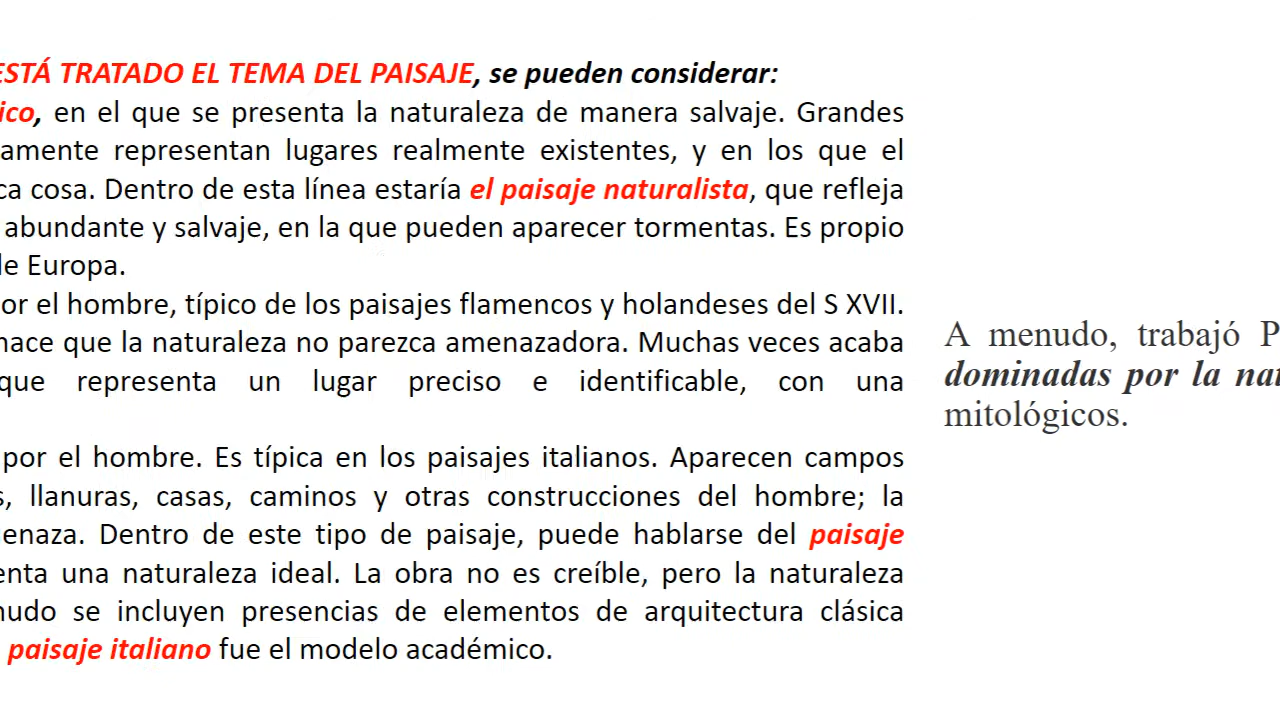 ESTÁ TRATADO EL TEMA DEL PAISAJE, se pueden considerar:
ico, en el que se presenta la naturaleza de manera salvaje. Grandes
amente representan lugares realmente existentes, y en los que el
ca cosa. Dentro de esta línea estaría el paisaje naturalista, que refleja
abundante y salvaje, en la que pueden aparecer tormentas. Es propio
de Europa.
por el hombre, típico de los paisajes flamencos y holandeses del S XVII.
hace que la naturaleza no parezca amenazadora. Muchas veces acaba
que representa un lugar preciso e identificable, con una
por el hombre. Es típica en los paisajes italianos. Aparecen campos
s, llanuras, casas, caminos y otras construcciones del hombre; la
enaza. Dentro de este tipo de paisaje, puede hablarse del paisaje
enta una naturaleza ideal. La obra no es creíble, pero la naturaleza
nudo se incluyen presencias de elementos de arquitectura clásica
paisaje italiano fue el modelo académico.
A menudo, trabajó P
dominadas por la nat
mitológicos.